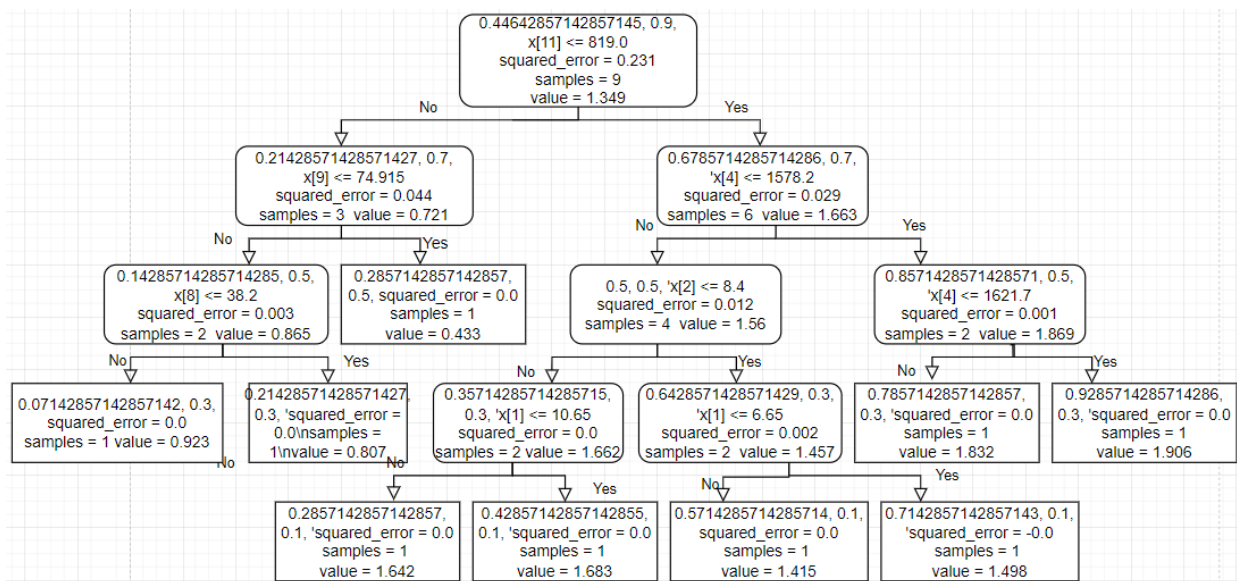 0.44642857142857145, 0.9,
x[11] <= 819.0
squared_error = 0.231
samples = 9
value = 1.349
No
Yes
0.21428571428571427, 0.7,
x[9] <= 74.915
squared_error = 0.044
samples = 3 value = 0.721
0.6785714285714286, 0.7,
'x[4] <= 1578.2
squared_error = 0.029
samples = 6 value = 1.663
No
Yes
No
Yes
0.14285714285714285, 0.5,
x[8] <= 38.2
squared_error = 0.003
samples = 2 value = 0.865
0.2857142857142857,
0.5, squared_error = 0.0
samples = 1
value = 0.433
0.5, 0.5, 'x[2] <= 8.4
squared_error = 0.012
samples = 4 value = 1.56
0.8571428571428571, 0.5,
'x[4] <= 1621.7
squared_error = 0.001
samples = 2 value = 1.869
No
Yes
No
Yes
No
Yes
0.07142857142857142, 0.3,
squared_error = 0.0
samples = 1 value = 0.923
0.21428571428571427,
0.3, 'squared_error =
0.0\nsamples =
1\nvalue = 0.807
0.35714285714285715,
0.3, 'x[1] <= 10.65
squared_error = 0.0
samples = 2 value = 1.662
0.6428571428571429, 0.3,
'x[1] <= 6.65
squared_error = 0.002
samples = 2 value = 1.457
0.7857142857142857,
0.3, 'squared_error = 0.0
samples = 1
value = 1.832
0.9285714285714286,
0.3, 'squared_error = 0.0
samples = 1
value = 1.906
No
No
Yes
No
Yes
0.2857142857142857,
0.1, 'squared_error = 0.0
samples = 1
value = 1.642
0.42857142857142855,
0.1, 'squared_error = 0.0
samples = 1
value = 1.683
0.5714285714285714, 0.1,
squared_error = 0.0
samples = 1
value = 1.415
0.7142857142857143, 0.1,
'squared_error = -0.0
samples = 1
value = 1.498